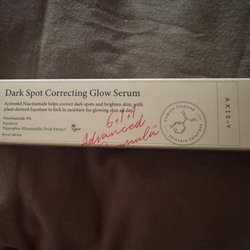 Dark Spot Correcting Glow Serum
Activated Niacinamide helps correct dark spots and brighten skin, with
plant derived Squalane to lock in moisture for glowing skin all day.
Niacinamide 5%
Squalane
Hippophae Rhamnoides Fruit Extract
Vegan
6+1+1
Advanced
Formula
AXIS-Y